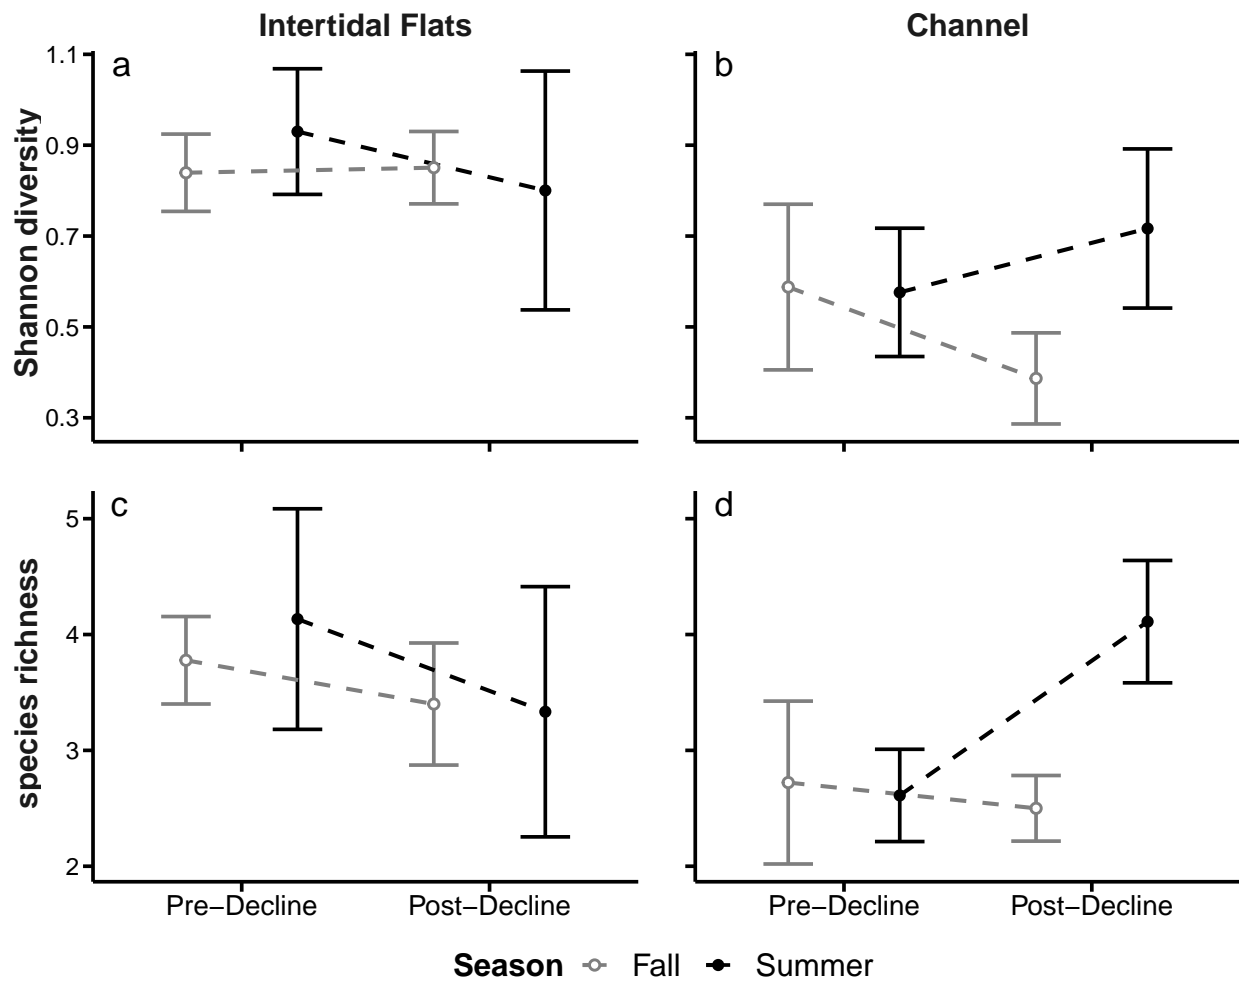 Intertidal Flats Channel
a b
Shannon diversity
1.1
0.9
0.7
0.5
0.3
c d
species richness
5
4
3
2
Pre–Decline Post–Decline Pre–Decline Post–Decline
Season Fall Summer